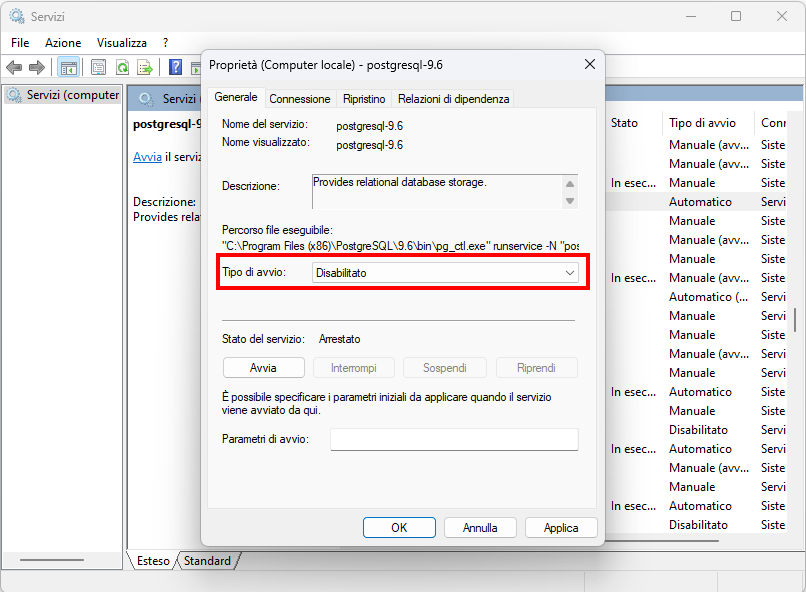 Servizi
File Azione Visualizza ?
Servizi (computer
Servizi (
postgresql-9
Avvia il serviz
Descrizione:
Provides rela
Proprietà (Computer locale) - postgresql-9.6
Generale Connessione Ripristino Relazioni di dipendenza
Nome del servizio: postgresql-9.6
Nome visualizzato: postgresql-9.6
Descrizione: Provides relational database storage.
Percorso file eseguibile:
"C:\Program Files (x86)\PostgreSQL\9.6\bin\pg_ctl.exe" runservice -N "pos
Tipo di avvio: Disabilitato
Stato del servizio: Arrestato
Avvia Interrompi Sospendi Riprendi
È possibile specificare i parametri iniziali da applicare quando il servizio
viene avviato da qui.
Parametri di avvio:
OK Annulla Applica
Stato Tipo di avvio Conn
Manuale (avv... Siste
Manuale (avv... Siste
In esec... Manuale Siste
Automatico Servi
Manuale Siste
Manuale Siste
Manuale Siste
In esec... Manuale (avv... Siste
Automatico (... Servi
Manuale Servi
Manuale Siste
Manuale (avv... Servi
Manuale Servi
In esec... Automatico Siste
Manuale Siste
Disabilitato Servi
In esec... Automatico Servi
Manuale (avv... Siste
Manuale Servi
In esec... Automatico Siste
Disabilitato Siste
Esteso Standard